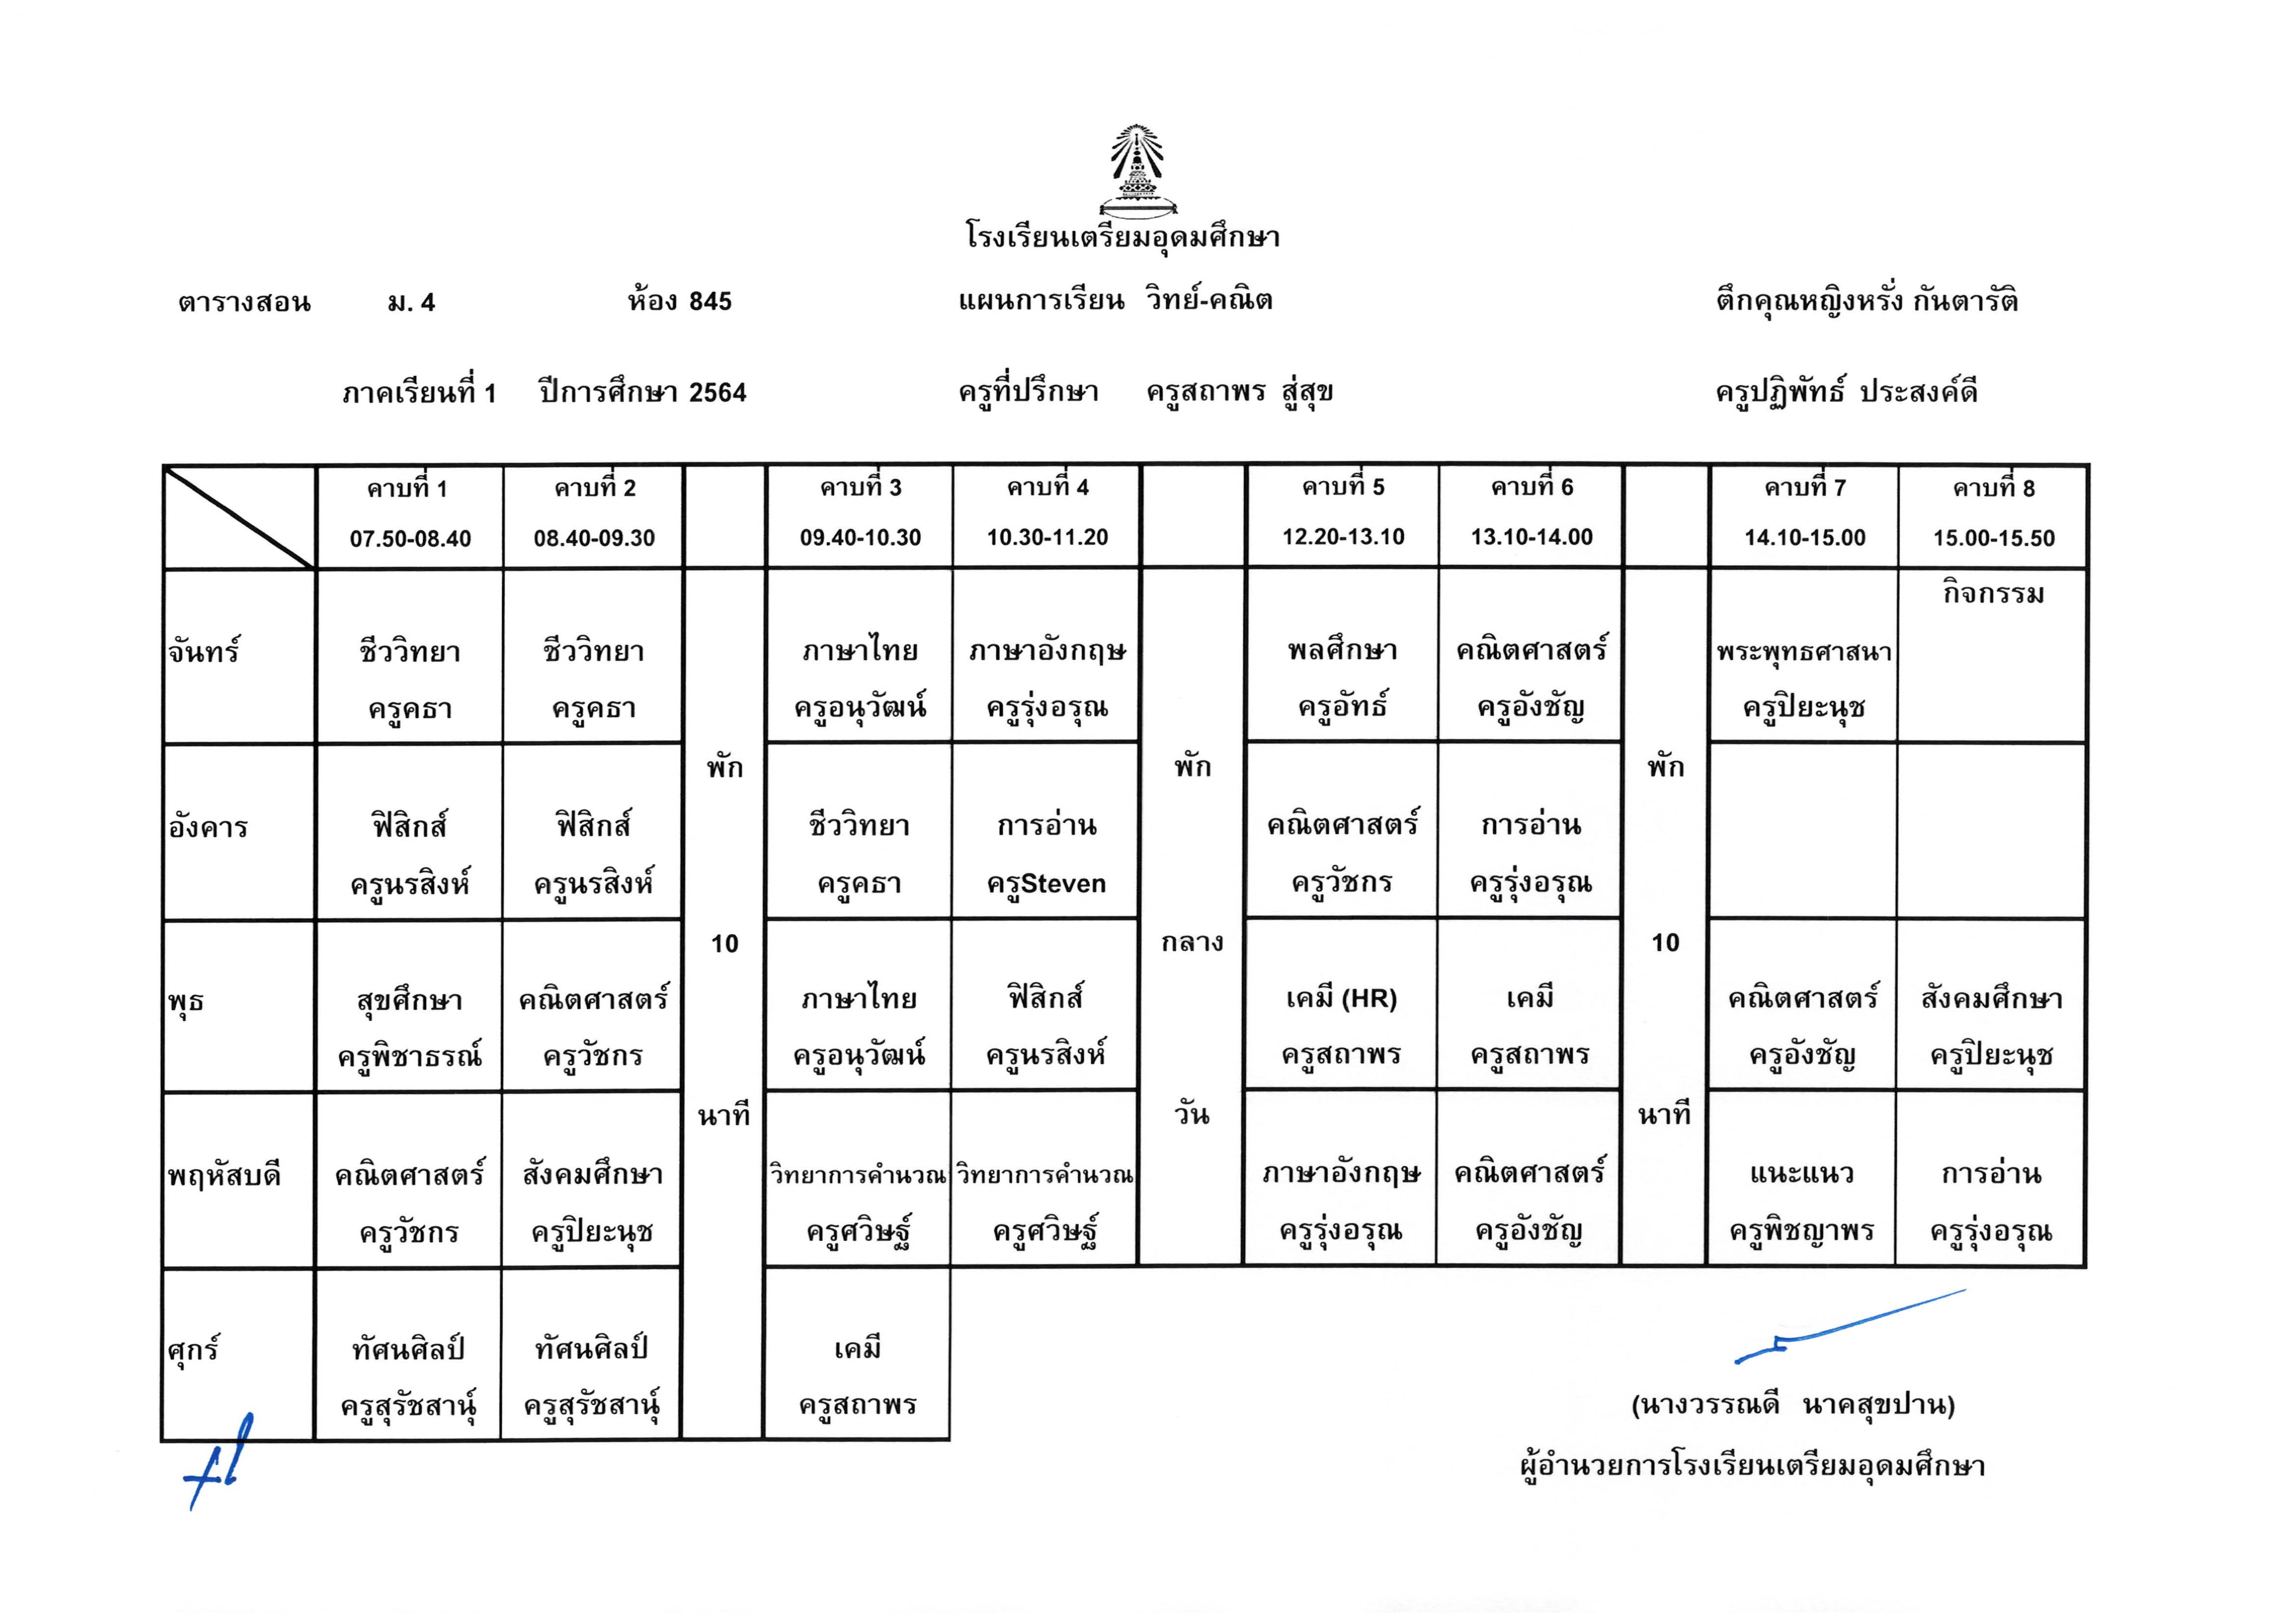 โรงเรียนเตรียมอุดมศึกษา
ตารางสอน ม. 4 ห้อง 845 แผนการเรียน วิทย์-คณิต ตึกคุณหญิงหรั่ง กันตารัติ
ภาคเรียนที่ 1 ปีการศึกษา 2564 ครูที่ปรึกษา ครูสถาพร สู่สุข ครูปฏิพัทธ์ ประสงค์ดี
คาบที่ 1 คาบที่ 2 คาบที่ 3 คาบที่ 4 คาบที่ 5 คาบที่ 6 คาบที่ 7 คาบที่ 8
07.50-08.40 08.40-09.30 09.40-10.30 10.30-11.20 12.20-13.10 13.10-14.00 14.10-15.00 15.00-15.50
กิจกรรม
จันทร์ ชีววิทยา ชีววิทยา ภาษาไทย ภาษาอังกฤษ พลศึกษา คณิตศาสตร์ พระพุทธศาสนา
ครูคธา ครูคธา ครูอนุวัฒน์ ครูรุ่งอรุณ ครูอัทธ์ ครูอังชัญ ครูปิยะนุช
พัก พัก พัก
อังคาร ฟิสิกส์ ฟิสิกส์ ชีววิทยา การอ่าน คณิตศาสตร์ การอ่าน
ครูนรสิงห์ ครูนรสิงห์ ครูคธา ครูSteven ครูวัชกร ครูรุ่งอรุณ
10 กลาง 10
พุธ สุขศึกษา คณิตศาสตร์ ภาษาไทย ฟิสิกส์ เคมี (HR) เคมี คณิตศาสตร์ สังคมศึกษา
ครูพิชาธรณ์ ครูวัชกร ครูอนุวัฒน์ ครูนรสิงห์ ครูสถาพร ครูสถาพร ครูอังชัญ ครูปิยะนุช
นาที วัน นาที
พฤหัสบดี คณิตศาสตร์ สังคมศึกษา วิทยาการคำนวณ วิทยาการคำนวณ ภาษาอังกฤษ คณิตศาสตร์ แนะแนว การอ่าน
ครูวัชกร ครูปิยะนุช ครูศวิษฐ์ ครูศวิษฐ์ ครูรุ่งอรุณ ครูอังชัญ ครูพิชญาพร ครูรุ่งอรุณ
ศุกร์ ทัศนศิลป์ ทัศนศิลป์ เคมี
ครูสุรัชสานุ์ ครูสุรัชสานุ์ ครูสถาพร
(นางวรรณดี นาคสุขปาน)
ผู้อำนวยการโรงเรียนเตรียมอุดมศึกษา